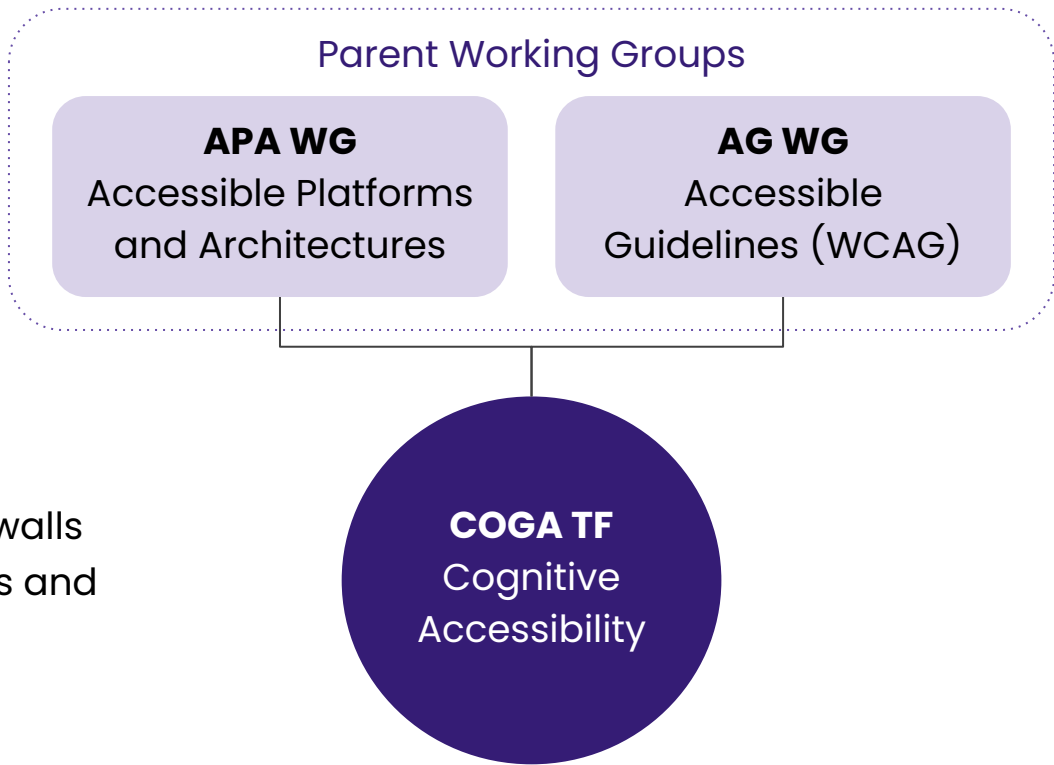 Parent Working Groups
APA WG
Accessible Platforms
and Architectures
AG WG
Accessible
Guidelines (WCAG)
walls
s and
COGA TF
Cognitive
Accessibility